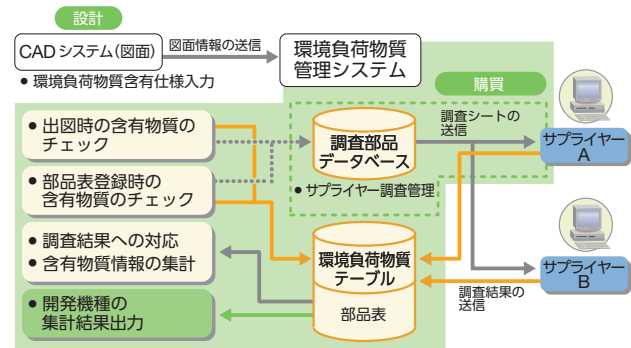 設計
CADシステム(図面)
図面情報の送信
環境負荷物質
管理システム
● 環境負荷物質含有仕様入力
購買
● 出図時の含有物質の
チェック
● 部品表登録時の
含有物質のチェック
● 調査結果への対応
● 含有物質情報の集計
● 開発機種の
集計結果出力
調査部品
データベース
● サプライヤー調査管理
調査シートの
送信
環境負荷物質
テーブル
部品表
調査結果の
送信
サプライヤー
A
サプライヤー
B